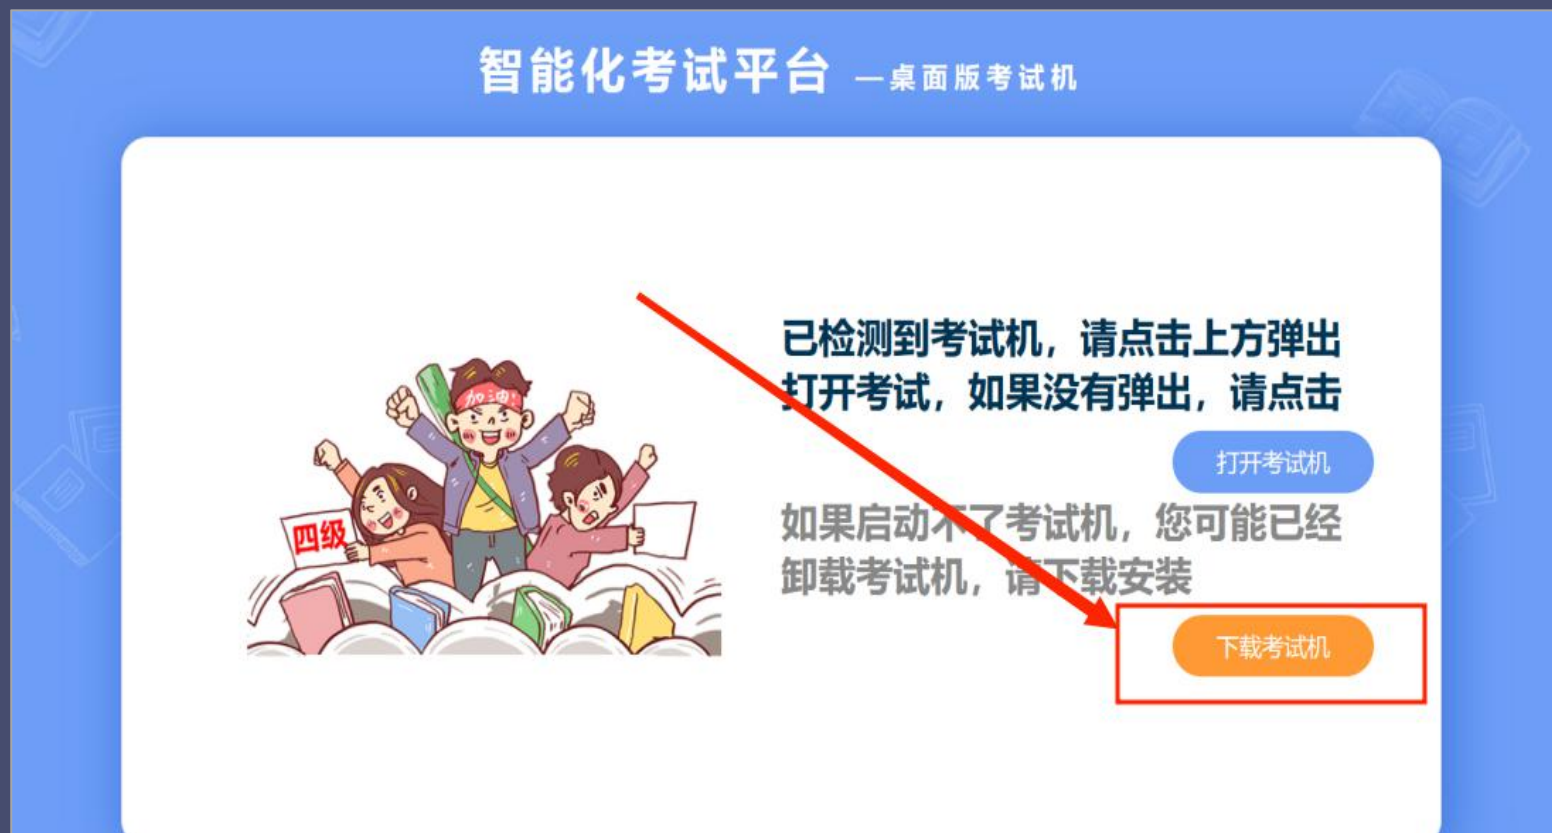 智能化考试平台 —桌面版考试机
已检测到考试机，请点击上方弹出
打开考试，如果没有弹出，请点击
打开考试机
如果启动不了考试机，您可能已经
卸载考试机，请下载安装
下载考试机
加油!
四级